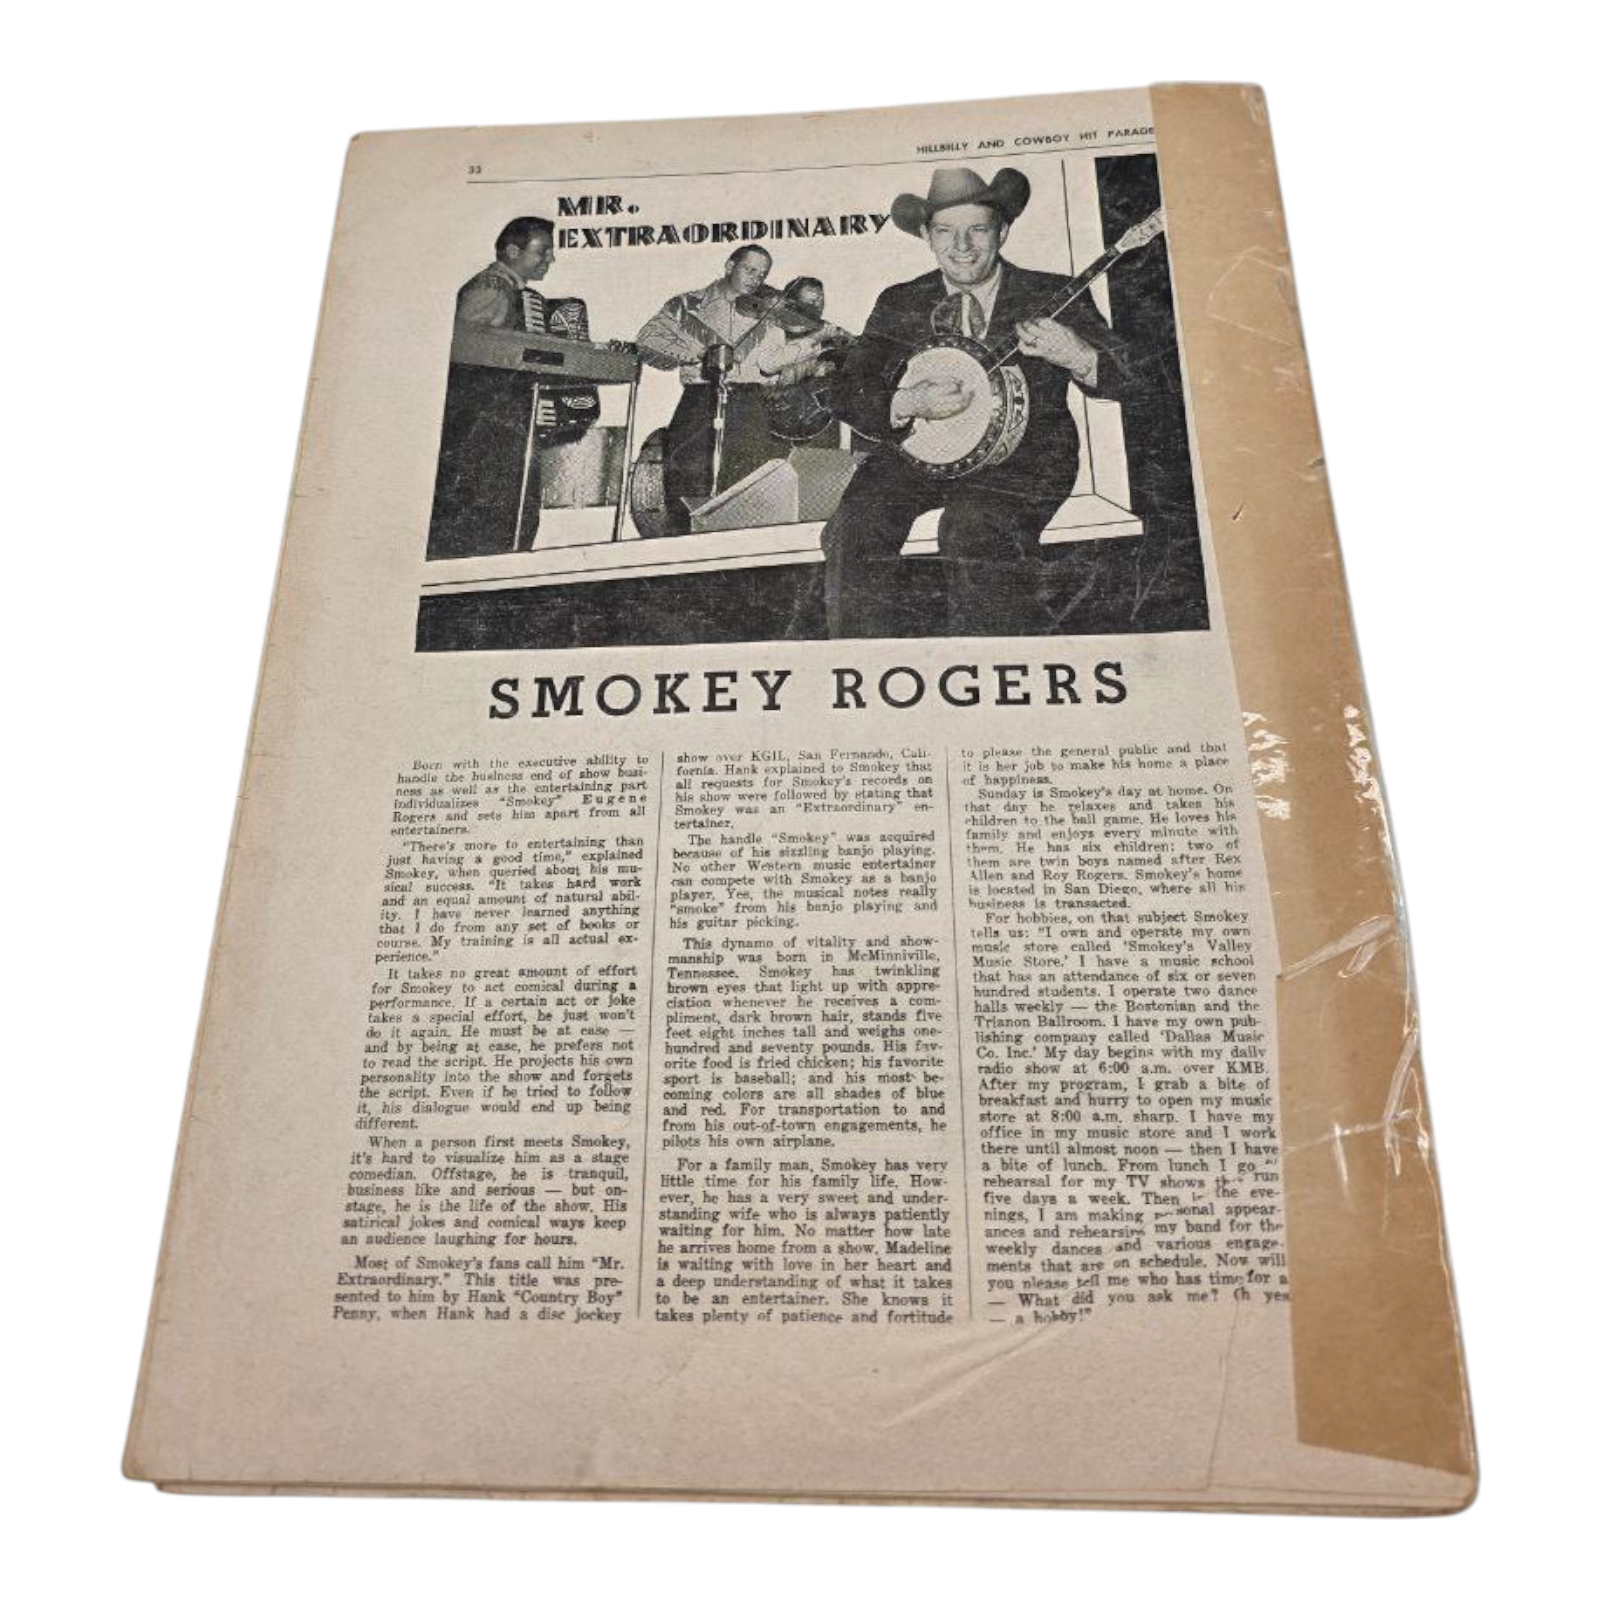 33
HILLBILLY AND COWBOY HIT PARADE
MR.
EXTRAORDINARY
SMOKEY ROGERS
Born with the executive ability to
handle the business end of show busi-
ness as well as the entertaining part
individualizes "Smokey" Eugene
Rogers and sets him apart from all
entertainers.
"There's more to entertaining than
just having a good time," explained
Smokey, when queried about his mu-
sical success. "It takes hard work
and an equal amount of natural abil-
ity. I have never learned anything
that I do from any set of books or
course. My training is all actual ex-
perience."
It takes no great amount of effort
for Smokey to act comical during a
performance. If a certain act or joke
takes a special effort, he just won't
do it again. He must be at ease —
and by being at ease, he prefers not
to read the script. He projects his own
personality into the show and forgets
the script. Even if he tried to follow
it, his dialogue would end up being
different.
When a person first meets Smokey,
it's hard to visualize him as a stage
comedian. Offstage, he is tranquil,
business like and serious — but on-
stage, he is the life of the show. His
satirical jokes and comical ways keep
an audience laughing for hours.
Most of Smokey's fans call him "Mr.
Extraordinary." This title was pre-
sented to him by Hank "Country Boy"
Penny, when Hank had a disc jockey
show over KGIL, San Fernando, Cali-
fornia. Hank explained to Smokey that
all requests for Smokey's records on
his show were followed by stating that
Smokey was an "Extraordinary" en-
tertainer.
The handle "Smokey" was acquired
because of his sizzling banjo playing.
No other Western music entertainer
can compete with Smokey as a banjo
player. Yes, the musical notes really
"smoke" from his banjo playing and
his guitar picking.
This dynamo of vitality and show-
manship was born in McMinniville,
Tennessee. Smokey has twinkling
brown eyes that light up with appre-
ciation whenever he receives a com-
pliment, dark brown hair, stands five
feet eight inches tall and weighs one-
hundred and seventy pounds. His fav-
orite food is fried chicken; his favorite
sport is baseball; and his most be-
coming colors are all shades of blue
and red. For transportation to and
from his out-of-town engagements, he
pilots his own airplane.
For a family man, Smokey has very
little time for his family life. How-
ever, he has a very sweet and under-
standing wife who is always patiently
waiting for him. No matter how late
he arrives home from a show, Madeline
is waiting with love in her heart and
a deep understanding of what it takes
to be an entertainer. She knows it
takes plenty of patience and fortitude
to please the general public and that
it is her job to make his home a place
of happiness.
Sunday is Smokey's day at home. On
that day he relaxes and takes his
children to the ball game. He loves his
family and enjoys every minute with
them. He has six children; two of
them are twin boys named after Rex
Allen and Roy Rogers. Smokey's home
is located in San Diego, where all his
business is transacted.
For hobbies, on that subject Smokey
tells us: "I own and operate my own
music store called 'Smokey's Valley
Music Store.' I have a music school
that has an attendance of six or seven
hundred students. I operate two dance
halls weekly — the Bostonian and the
Trianon Ballroom. I have my own pub-
lishing company called 'Dallas Music
Co. Inc.' My day begins with my daily
radio show at 6:00 a.m. over KMB.
After my program, I grab a bite of
breakfast and hurry to open my music
store at 8:00 a.m. sharp. I have my
office in my music store and I work
there until almost noon — then I have
a bite of lunch. From lunch I go
rehearsal for my TV shows run
five days a week. Then the eve-
nings, I am making appear-
ances and rehearsing my band for the
weekly dances and various engage-
ments that are on schedule. Now will
you please tell me who has time for a
— What did you ask me? Oh yes
— a hobby!"